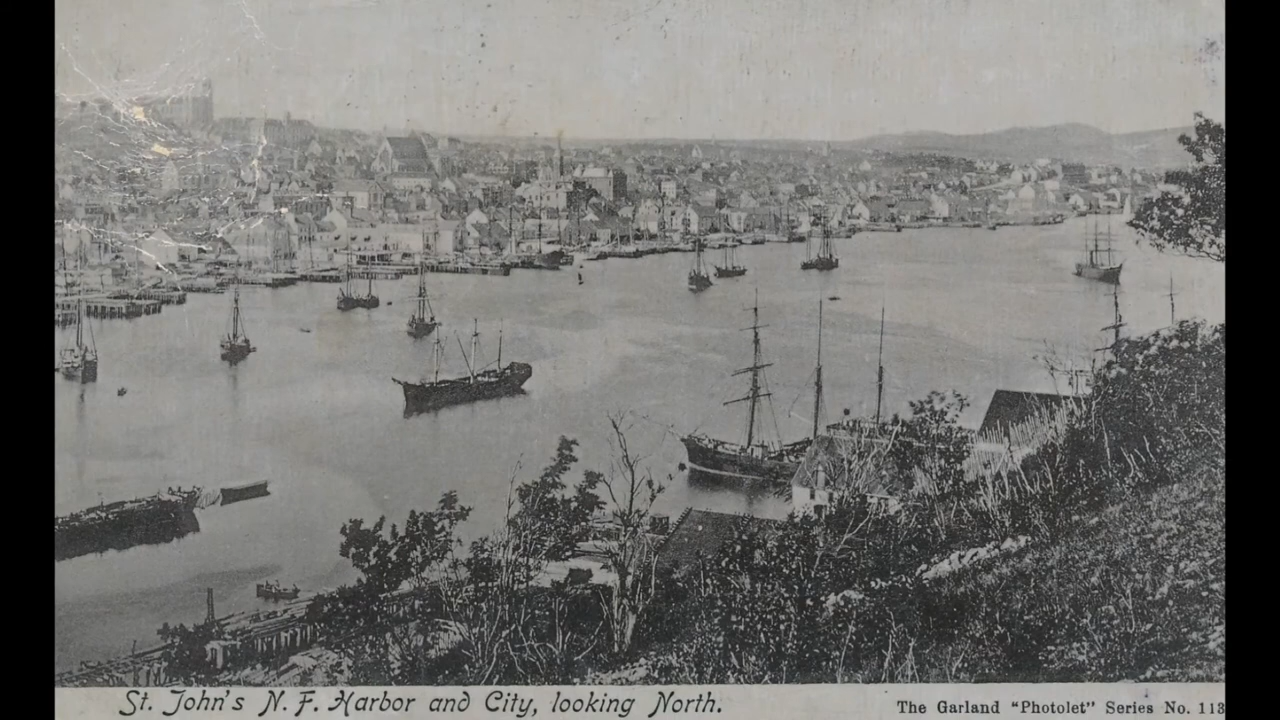 St. John's N. F. Harbor and City, looking North.
The Garland "Photolet" Series No. 113